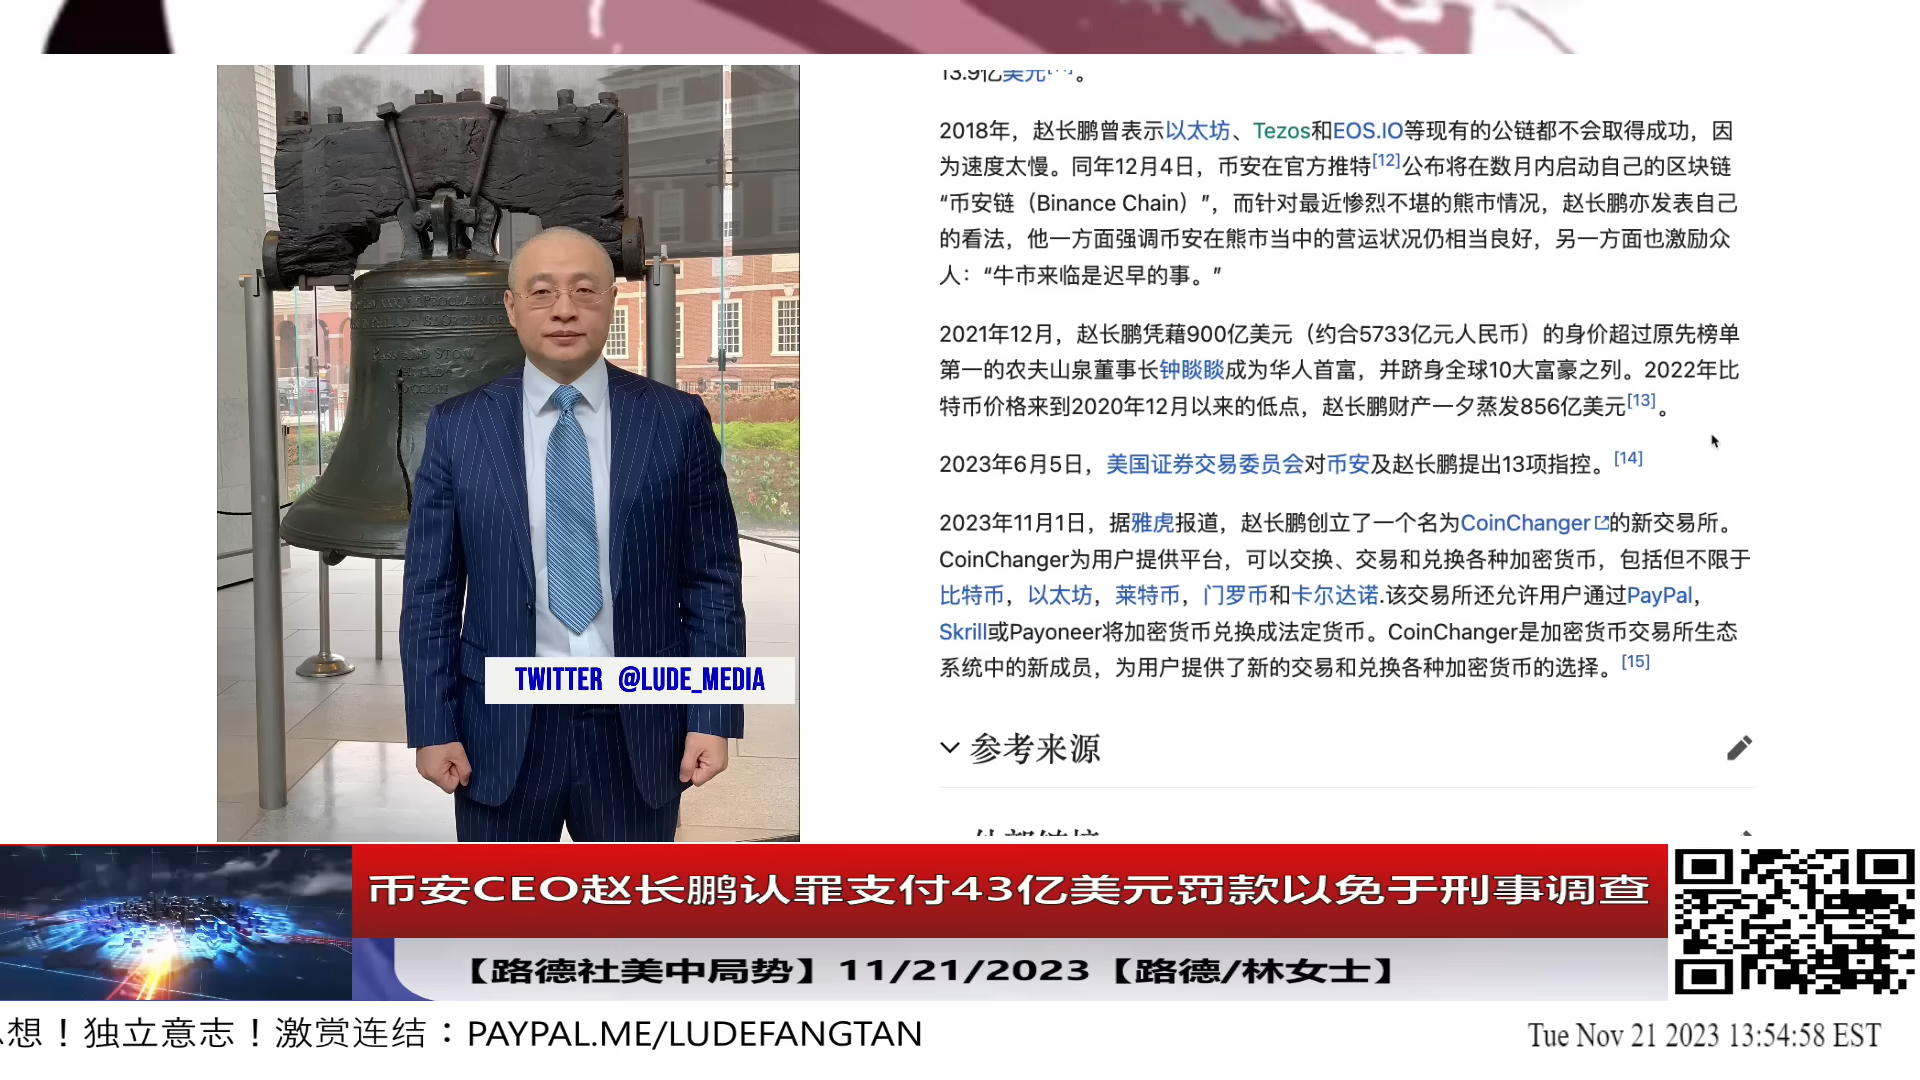 13.9亿美元
2018年，赵长鹏曾表示以太坊、Tezos和EOS.IO等现有的公链都不会取得成功，因
为速度太慢。同年12月4日，币安在官方推特[12]公布将在数月内启动自己的区块链
“币安链（Binance Chain）”，而针对最近惨烈不堪的熊市情况，赵长鹏亦发表自己
的看法，他一方面强调币安在熊市当中的营运状况仍相当良好，另一方面也激励众
人：“牛市来临是迟早的事。”
2021年12月，赵长鹏凭藉900亿美元（约合5733亿元人民币）的身价超过原先榜单
第一的农夫山泉董事长钟睒睒成为华人首富，并跻身全球10大富豪之列。2022年比
特币价格来到2020年12月以来的低点，赵长鹏财产一夕蒸发856亿美元[13]。
2023年6月5日，美国证券交易委员会对币安及赵长鹏提出13项指控。[14]
2023年11月1日，据雅虎报道，赵长鹏创立了一个名为CoinChanger的新交易所。
CoinChanger为用户提供平台，可以交换、交易和兑换各种加密货币，包括但不限于
比特币，以太坊，莱特币，门罗币和卡尔达诺.该交易所还允许用户通过PayPal，
Skrill或Payoneer将加密货币兑换成法定货币。CoinChanger是加密货币交易所生态
系统中的新成员，为用户提供了新的交易和兑换各种加密货币的选择。[15]
参考来源
PASS AND STOW
TWITTER @LUDE_MEDIA
币安CEO赵长鹏认罪支付43亿美元罚款以免于刑事调查
【路德社美中局势】11/21/2023【路德/林女士】
想！独立意志！激赏连结：PAYPAL.ME/LUDEFANGTAN
Tue Nov 21 2023 13:54:58 EST